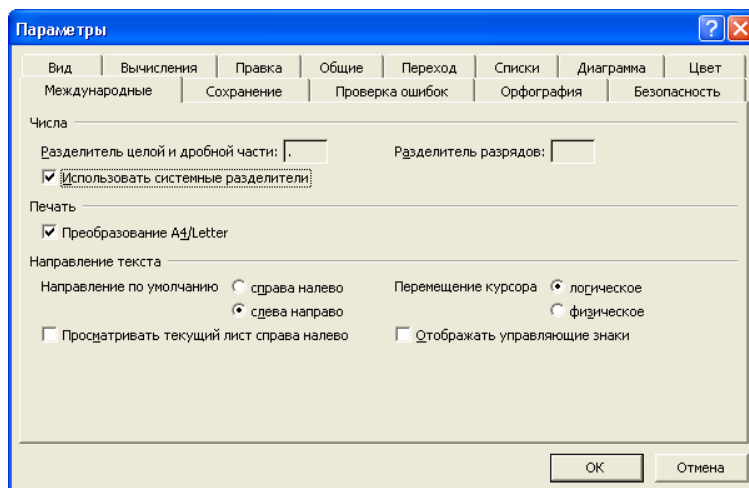 Параметры
Вид Вычисления Правка Общие Переход Списки Диаграмма Цвет
Международные Сохранение Проверка ошибок Орфография Безопасность
Числа
Разделитель целой и дробной части: . Разделитель разрядов:
Использовать системные разделители
Печать
Преобразование A4/Letter
Направление текста
Направление по умолчанию справа налево Перемещение курсора логическое
слева направо физическое
Просматривать текущий лист справа налево Отображать управляющие знаки
ОК Отмена